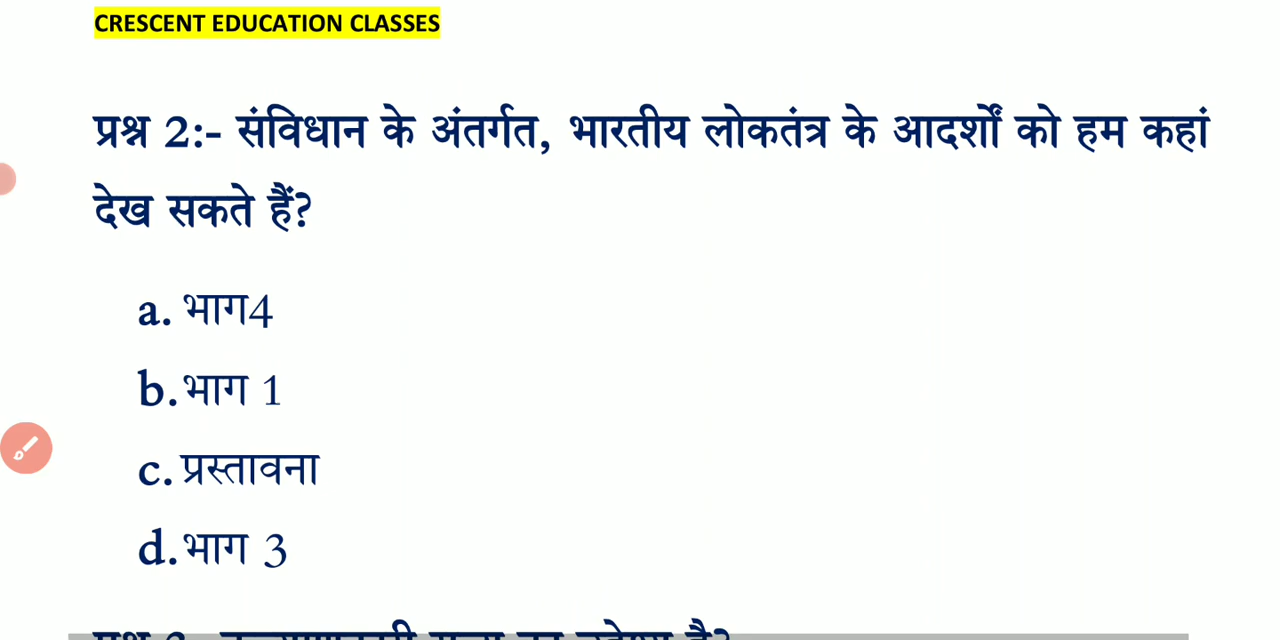 CRESCENT EDUCATION CLASSES
प्रश्न 2:- संविधान के अंतर्गत, भारतीय लोकतंत्र के आदर्शों को हम कहां
देख सकते हैं?
a. भाग4
b. भाग 1
c. प्रस्तावना
d. भाग 3